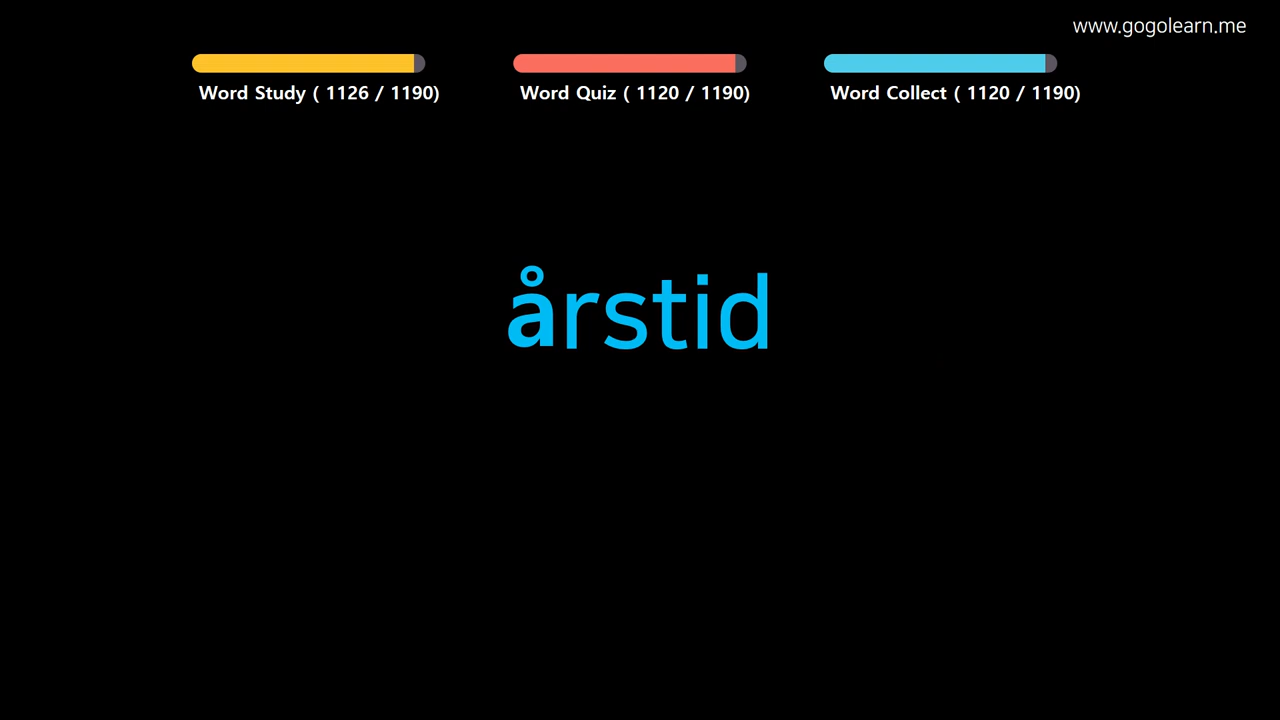 www.gogolearn.me
Word Study ( 1126 / 1190)
Word Quiz ( 1120 / 1190)
Word Collect ( 1120 / 1190)
årstid